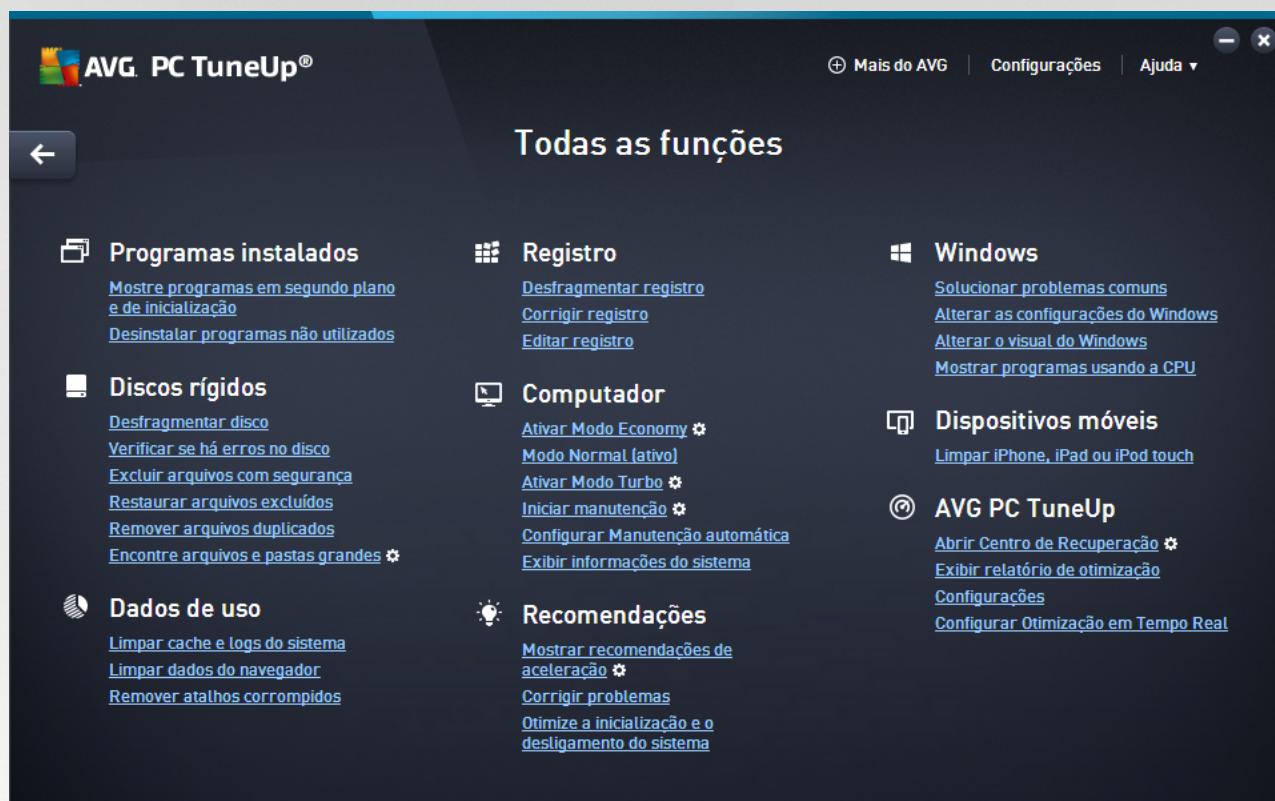 AVG. PC TuneUp®
Mais do AVG
Configurações
Ajuda
Todas as funções
Programas instalados
Mostre programas em segundo plano
e de inicialização
Desinstalar programas não utilizados
Discos rígidos
Desfragmentar disco
Verificar se há erros no disco
Excluir arquivos com segurança
Restaurar arquivos excluídos
Remover arquivos duplicados
Encontre arquivos e pastas grandes
Dados de uso
Limpar cache e logs do sistema
Limpar dados do navegador
Remover atalhos corrompidos
Registro
Desfragmentar registro
Corrigir registro
Editar registro
Computador
Ativar Modo Economy
Modo Normal (ativo)
Ativar Modo Turbo
Iniciar manutenção
Configurar Manutenção automática
Exibir informações do sistema
Recomendações
Mostrar recomendações de
aceleração
Corrigir problemas
Otimize a inicialização e o
desligamento do sistema
Windows
Solucionar problemas comuns
Alterar as configurações do Windows
Alterar o visual do Windows
Mostrar programas usando a CPU
Dispositivos móveis
Limpar iPhone, iPad ou iPod touch
AVG PC TuneUp
Abrir Centro de Recuperação
Exibir relatório de otimização
Configurações
Configurar Otimização em Tempo Real